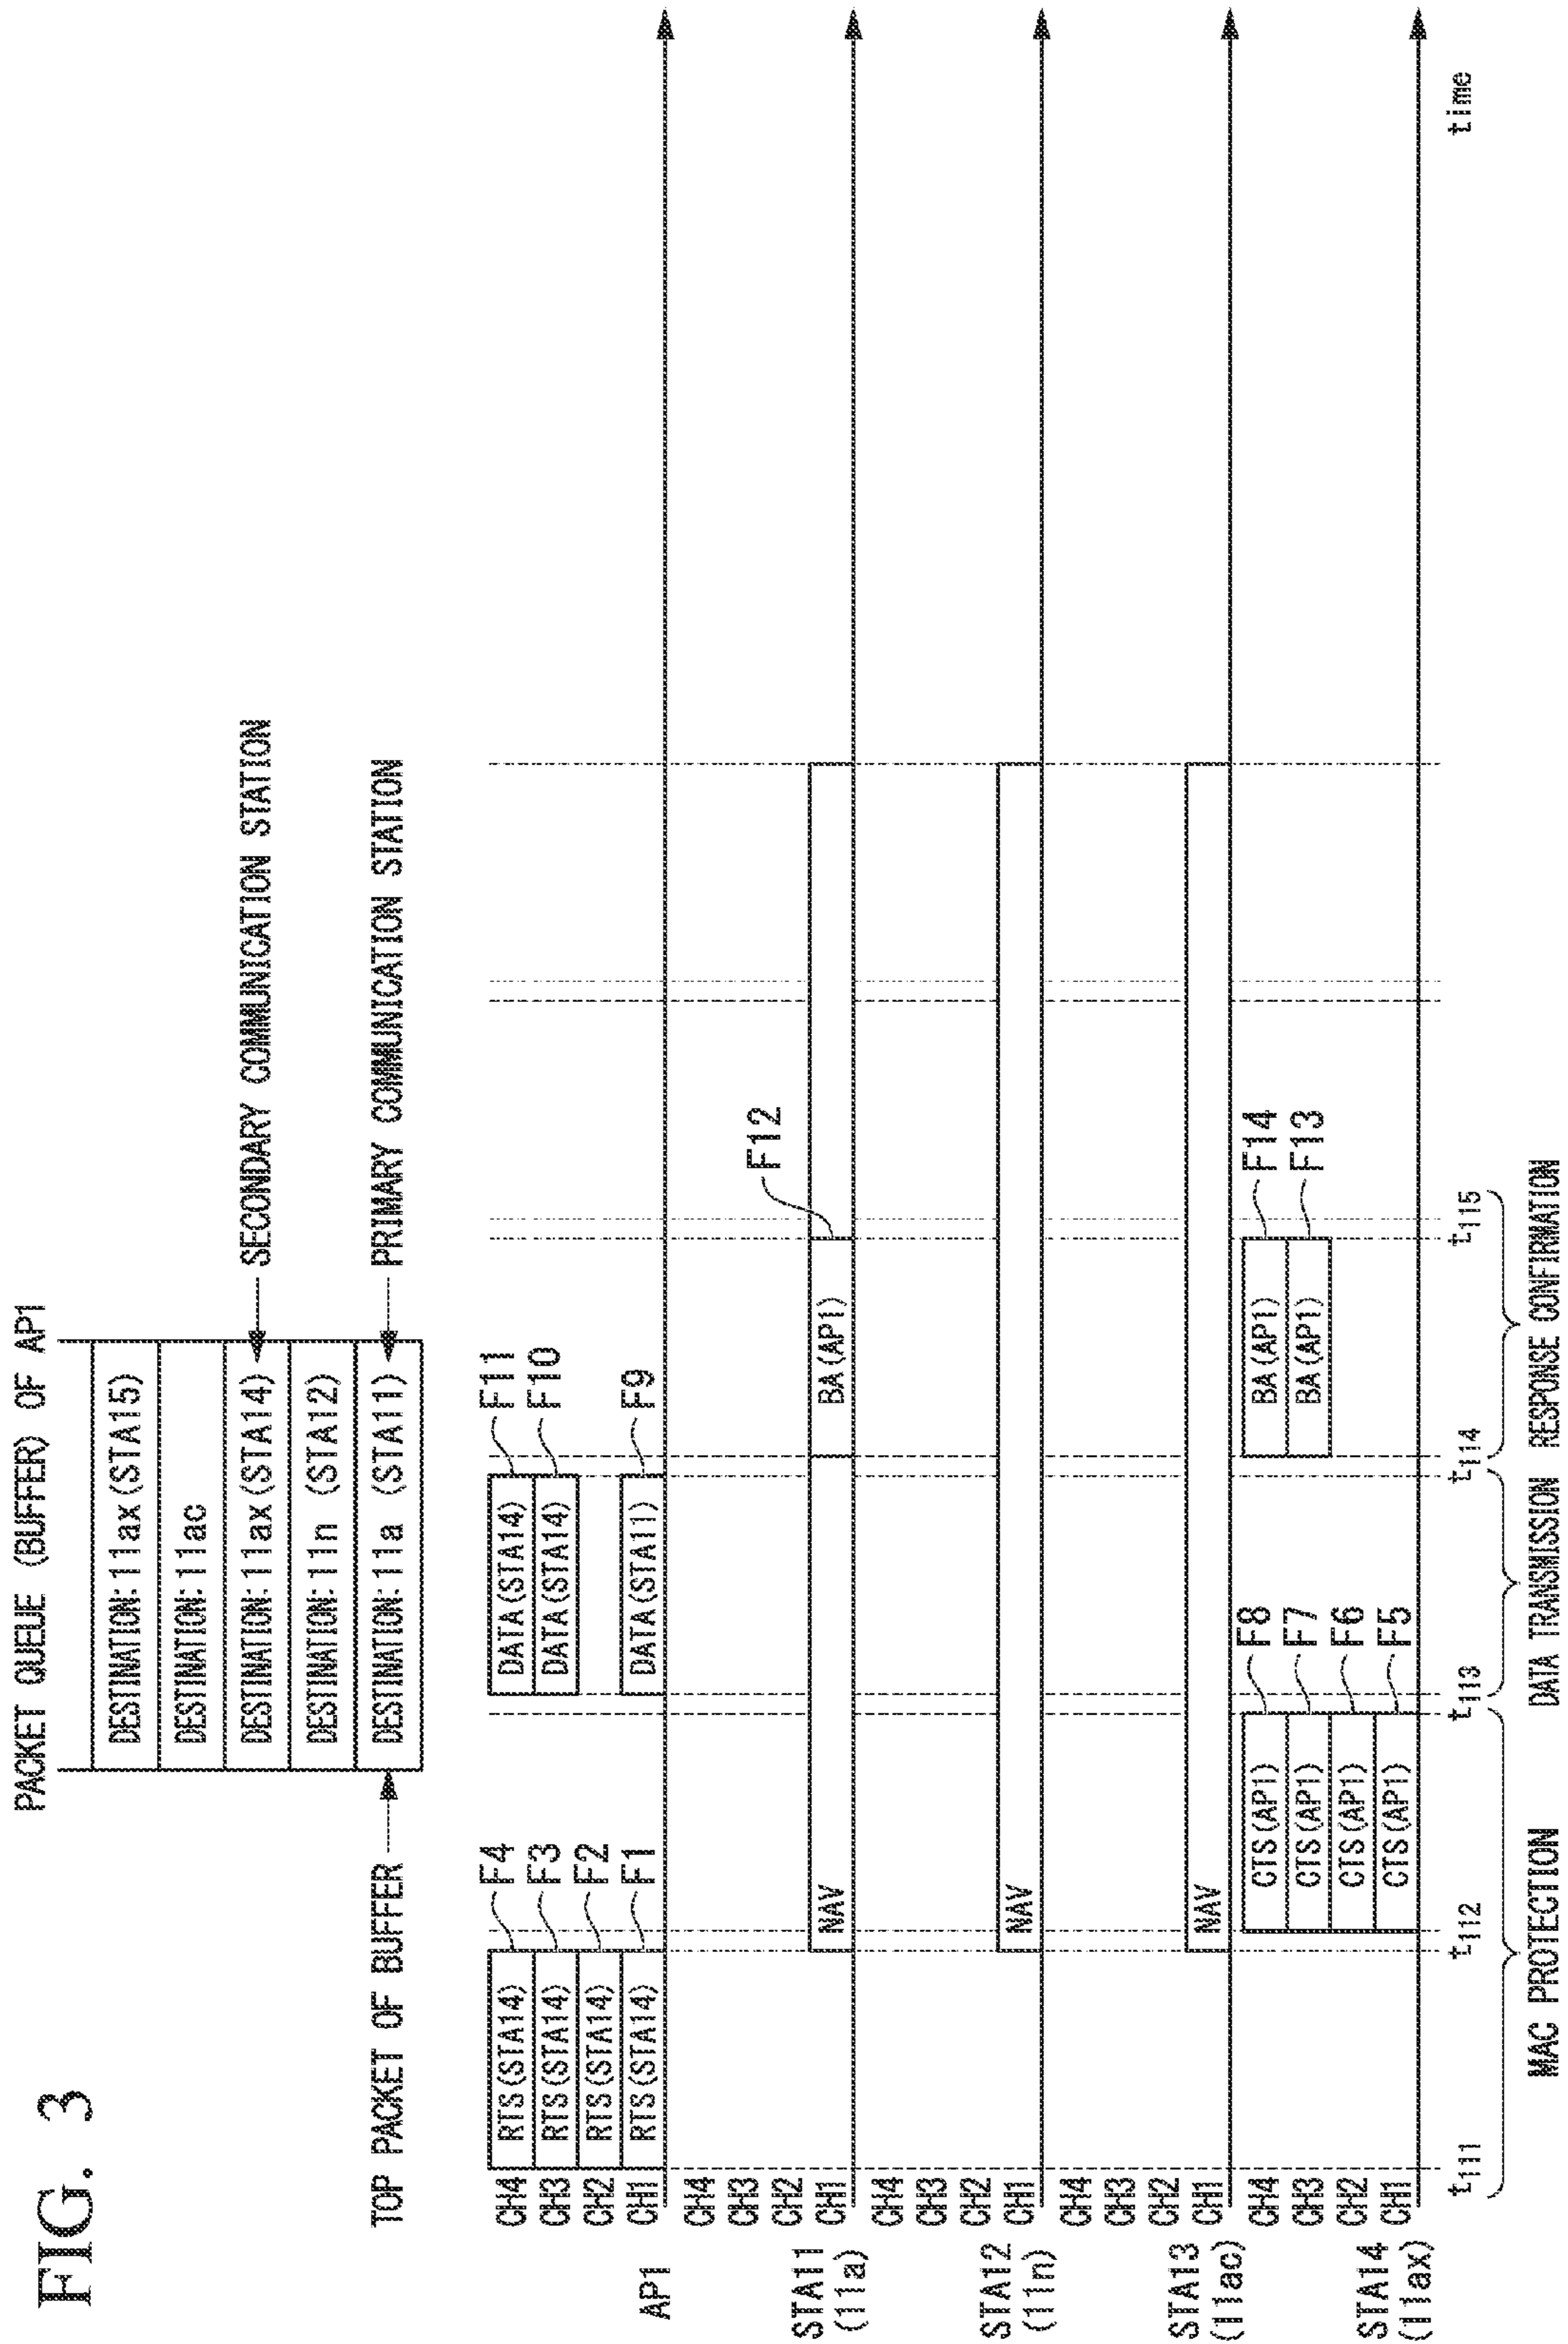 FIG. 3
PACKET QUEUE (BUFFER) OF AP1
DESTINATION:11ax(STA15)
DESTINATION:11ac
DESTINATION:11ax(STA14)
SECONDARY COMMUNICATION STATION
DESTINATION:11n (STA12)
TOP PACKET OF BUFFER
DESTINATION:11a (STA11)
PRIMARY COMMUNICATION STATION
AP1
CH4
CH3
CH2
CH1
RTS(STA14)
RTS(STA14)
RTS(STA14)
RTS(STA14)
F4
F3
F2
F1
DATA(STA14)
DATA(STA14)
DATA(STA11)
F11
F10
F9
STA11
(11a)
CH4
CH3
CH2
CH1
NAV
BA(AP1)
F12
STA12
(11n)
CH4
CH3
CH2
CH1
NAV
STA13
(11ac)
CH4
CH3
CH2
CH1
NAV
STA14
(11ax)
CH4
CH3
CH2
CH1
CTS(AP1)
CTS(AP1)
CTS(AP1)
CTS(AP1)
F8
F7
F6
F5
BA(AP1)
BA(AP1)
F14
F13
t111
t112
t113
t114
t115
time
MAC PROTECTION
DATA TRANSMISSION
RESPONSE CONFIRMATION